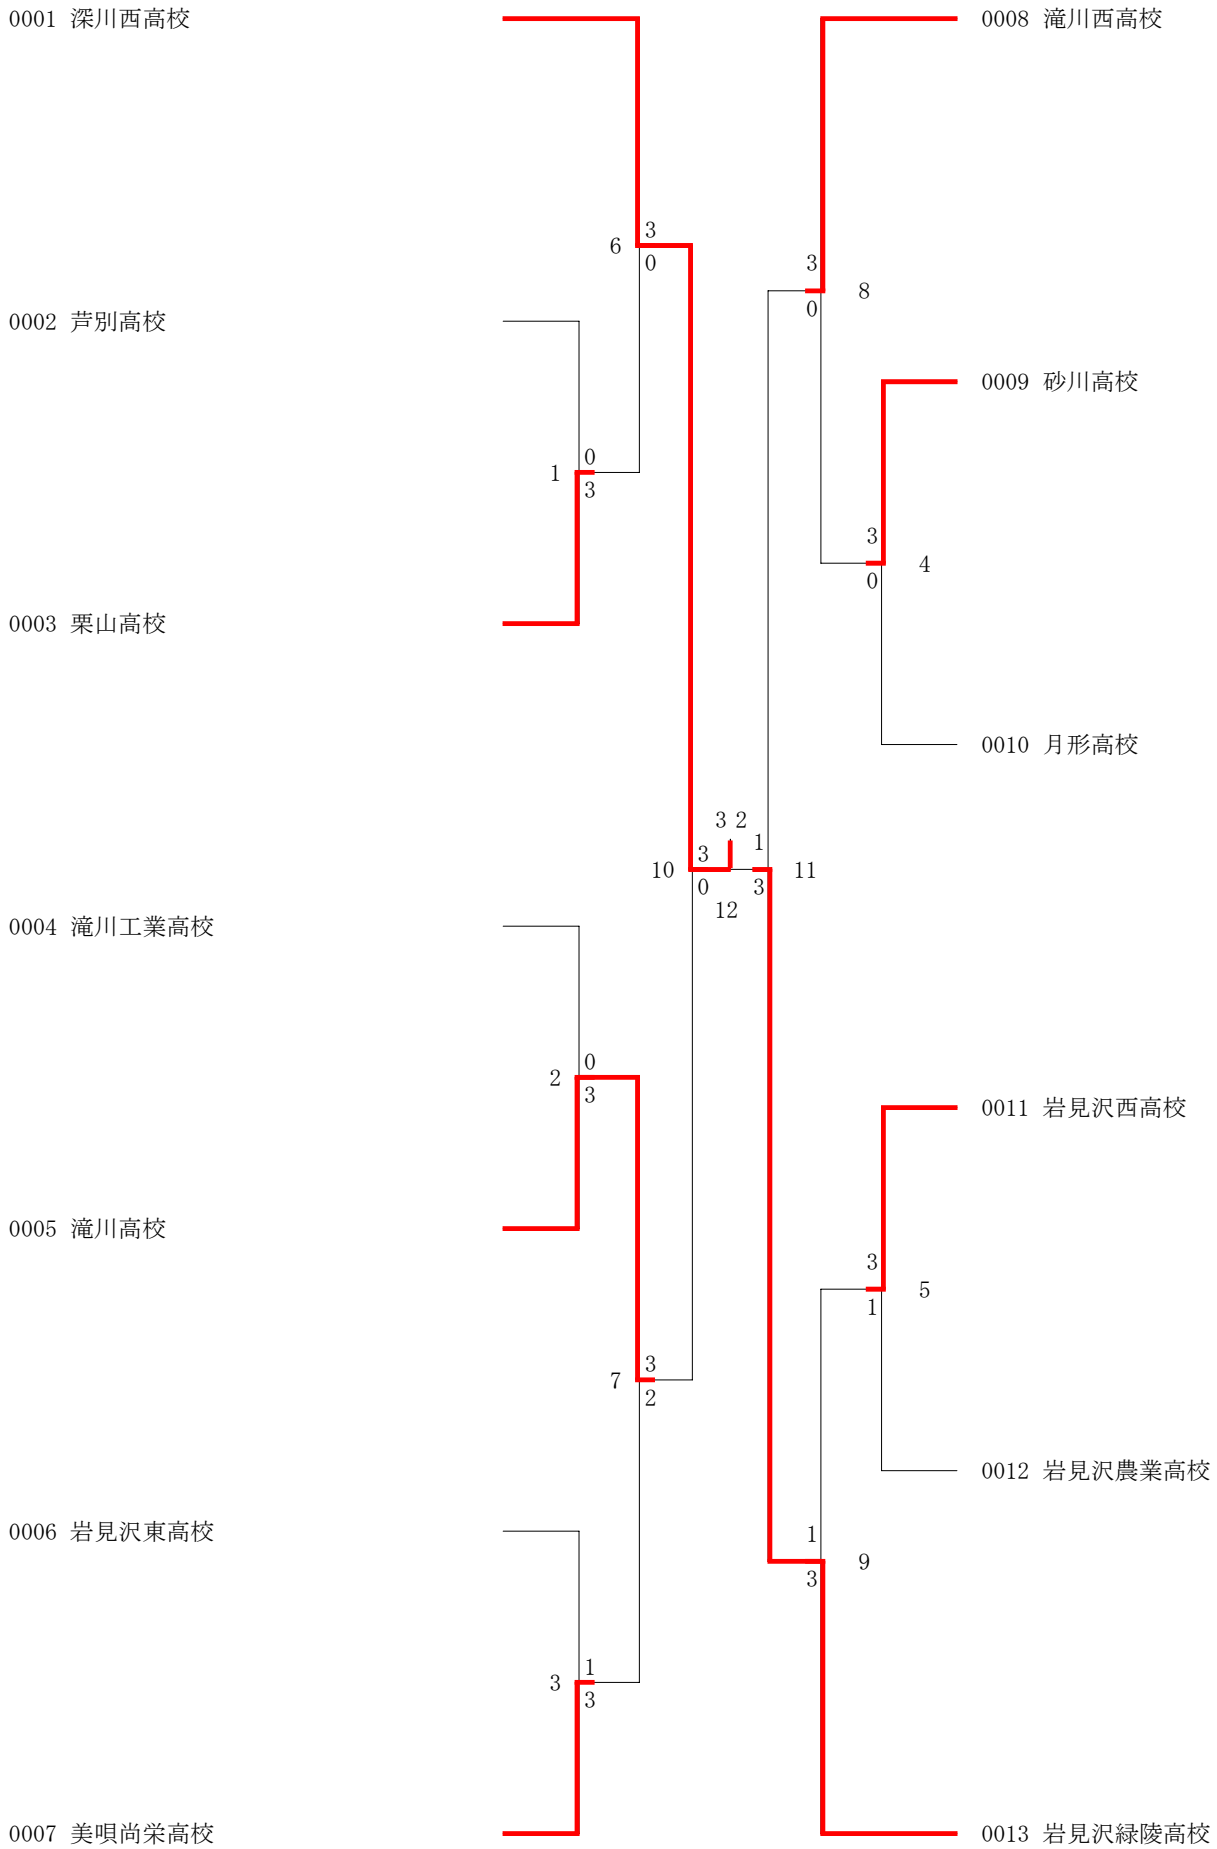 0001 深川西高校
0008 滝川西高校
3
6
0
3
8
0
0002 芦別高校
0009 砂川高校
0
1
3
3
4
0
0003 栗山高校
0010 月形高校
3 2
1
3
10
11
0
3
12
0004 滝川工業高校
0
2
3
0011 岩見沢西高校
0005 滝川高校
3
5
1
3
7
2
0012 岩見沢農業高校
0006 岩見沢東高校
1
9
3
1
3
3
0007 美唄尚栄高校
0013 岩見沢緑陵高校